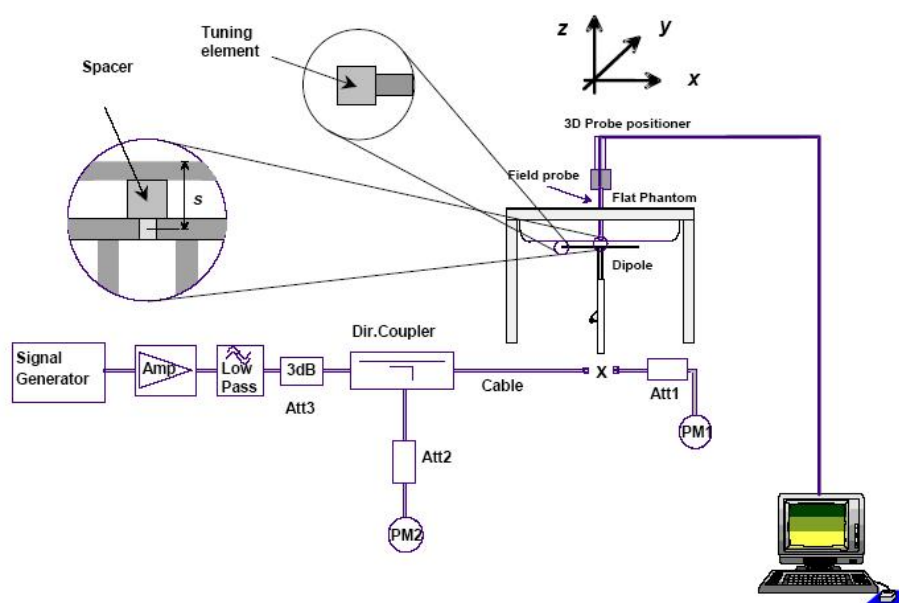 Tuning
element
Spacer
s
z
y
x
3D Probe positioner
Field probe
Flat Phantom
Dipole
Signal
Generator
Amp
Low
Pass
3dB
Att3
Dir.Coupler
Cable
X
Att1
PM1
Att2
PM2